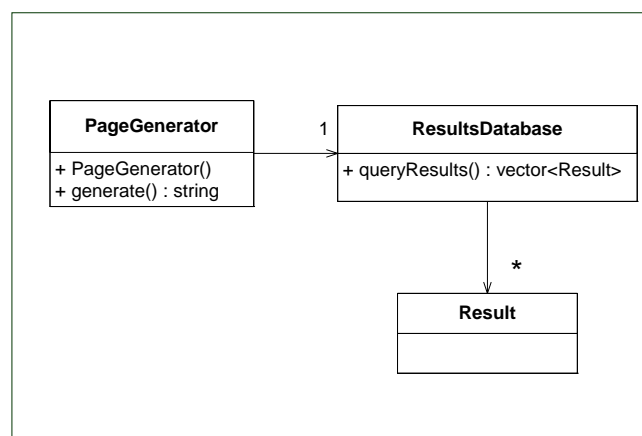 PageGenerator
+ PageGenerator()
+ generate() : string
1
ResultsDatabase
+ queryResults() : vector<Result>
*
Result